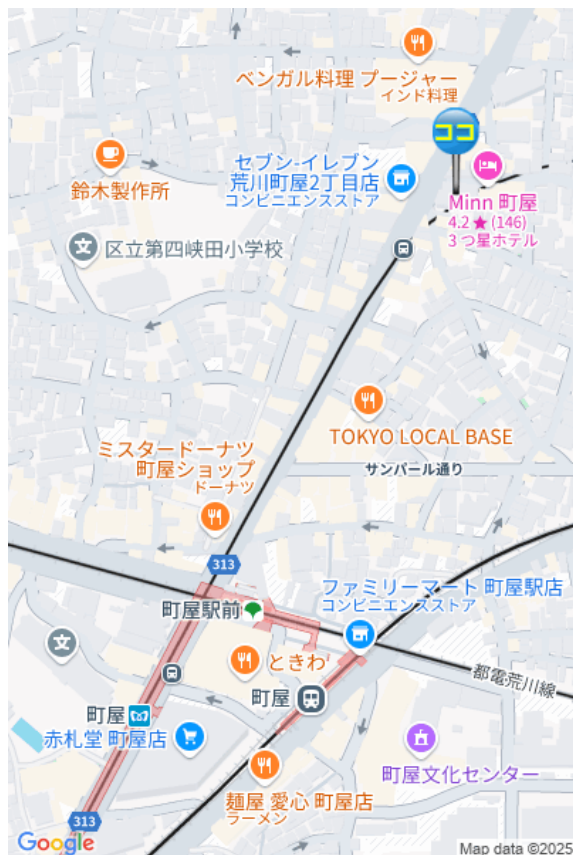 ベンガル料理 プージャー
インド料理
ココ
セブン-イレブン
荒川町屋2丁目店
コンビニエンスストア
鈴木製作所
Minn 町屋
4.2★(146)
3 つ星ホテル
文
区立第四峡田小学校
TOKYO LOCAL BASE
ミスタードーナツ
町屋ショップ
ドーナツ
サンパール通り
313
ファミリーマート 町屋駅店
コンビニエンスストア
町屋駅前
文
ときわ
都電荒川線
町屋
町屋
赤札堂 町屋店
町屋文化センター
麺屋 愛心 町屋店
ラーメン
313
Google
Map data ©2025